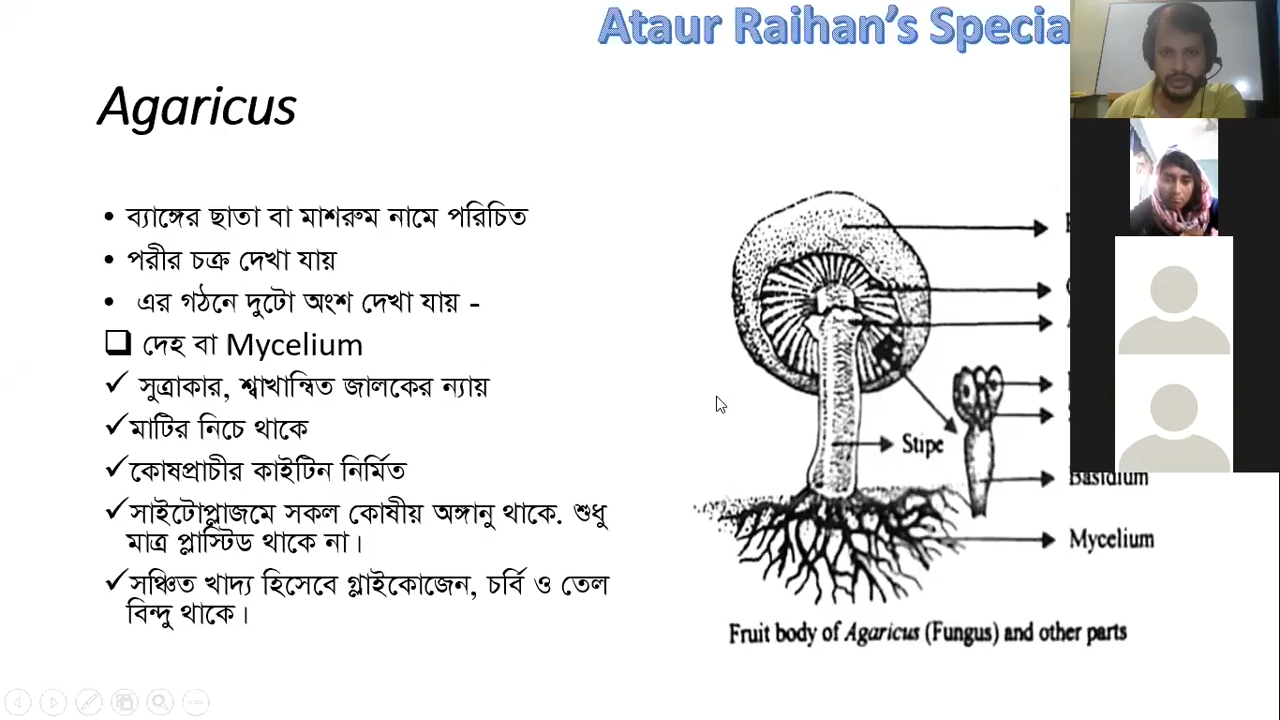 Ataur Raihan's Specia
Agaricus
• ব্যাঙ্গের ছাতা বা মাশরুম নামে পরিচিত
• পরীর চক্র দেখা যায়
• এর গঠনে দুটো অংশ দেখা যায় -
❑ দেহ বা Mycelium
✓ সুত্রাকার, শ্বাখান্বিত জালকের ন্যায়
✓ মাটির নিচে থাকে
✓ কোষপ্রাচীর কাইটিন নির্মিত
✓ সাইটোপ্লাজমে সকল কোষীয় অঙ্গানু থাকে. শুধু
মাত্র প্লাস্টিড থাকে না।
✓ সঞ্চিত খাদ্য হিসেবে গ্লাইকোজেন, চর্বি ও তেল
বিন্দু থাকে।
Stipe
Basidium
Mycelium
Fruit body of Agaricus (Fungus) and other parts